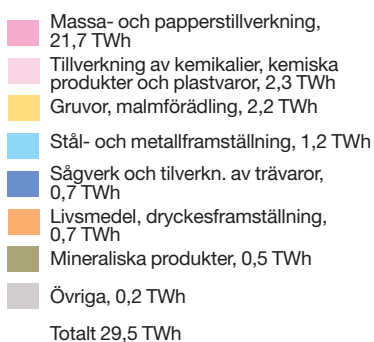 Massa- och papperstillverkning,
21,7 TWh
Tillverkning av kemikalier, kemiska
produkter och plastvaror, 2,3 TWh
Gruvor, malmförädling, 2,2 TWh
Stål- och metallframställning, 1,2 TWh
Sågverk och tilverkn. av trävaror,
0,7 TWh
Livsmedel, dryckesframställning,
0,7 TWh
Mineraliska produkter, 0,5 TWh
Övriga, 0,2 TWh
Totalt 29,5 TWh